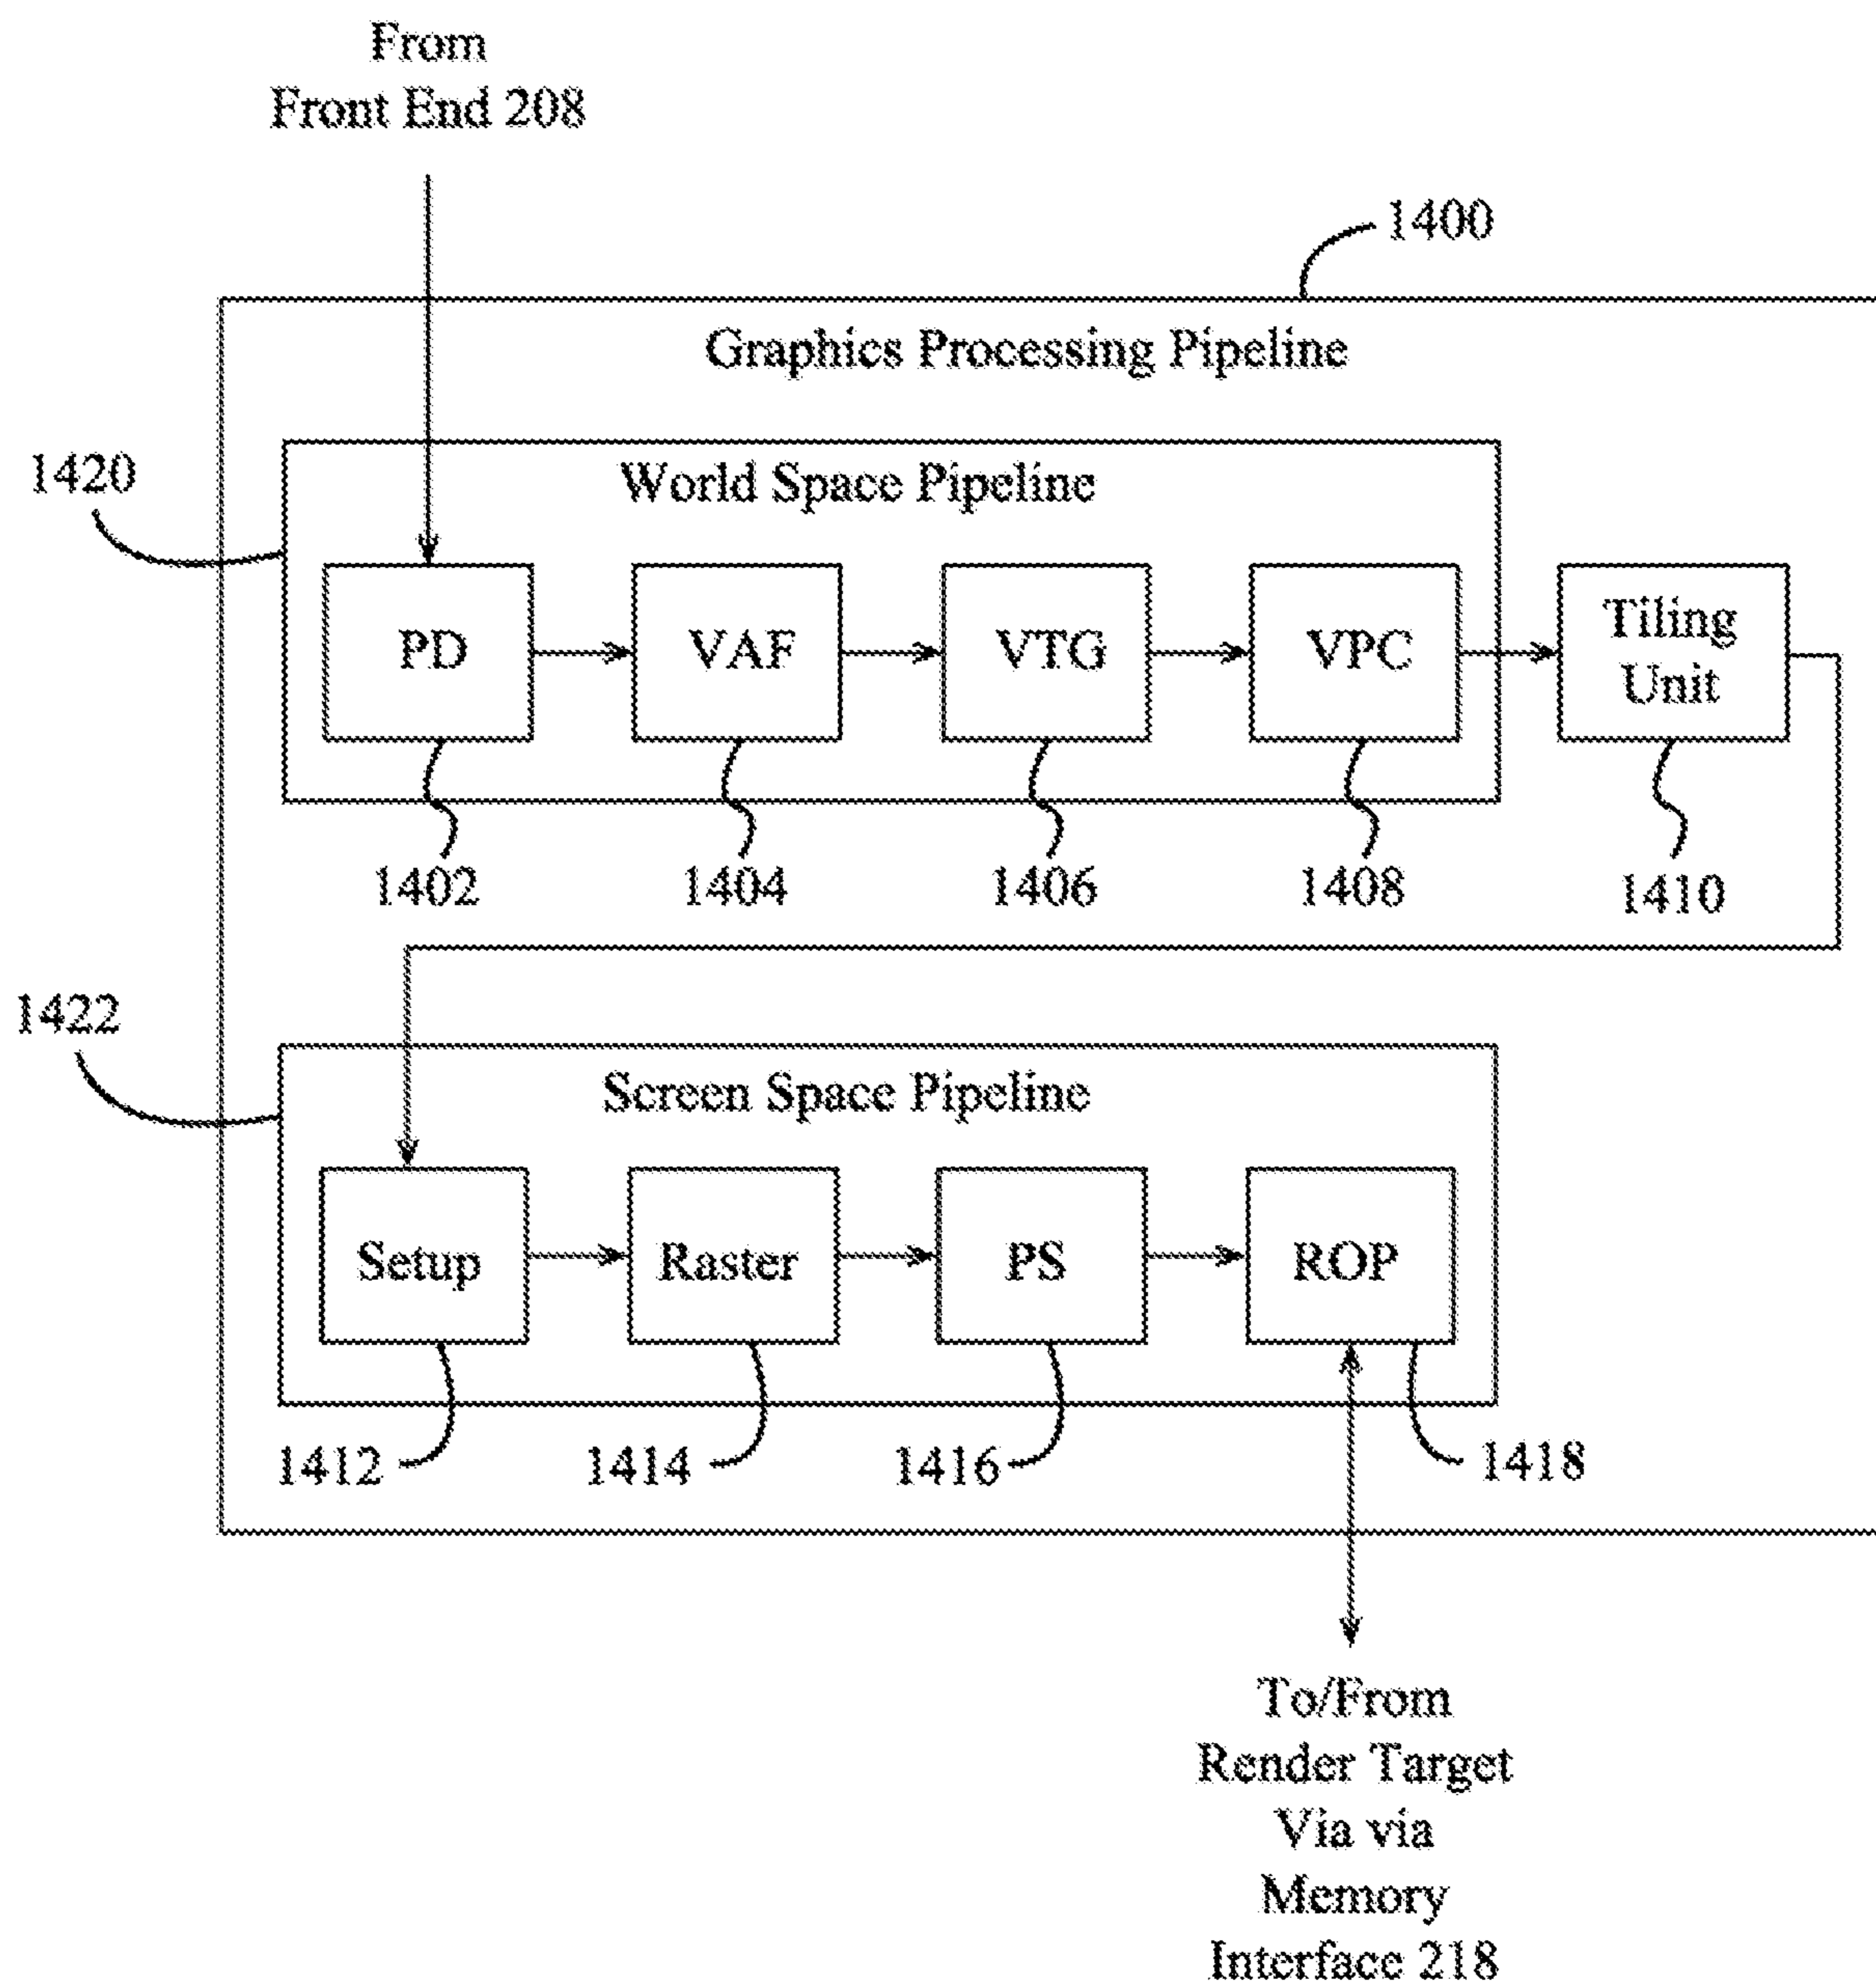 From
Front End 208
1400
Graphics Processing Pipeline
1420
World Space Pipeline
PD
VAF
VTG
VPC
Tiling
Unit
1402
1404
1406
1408
1410
1422
Screen Space Pipeline
Setup
Raster
PS
ROP
1412
1414
1416
1418
To/From
Render Target
Via via
Memory
Interface 218